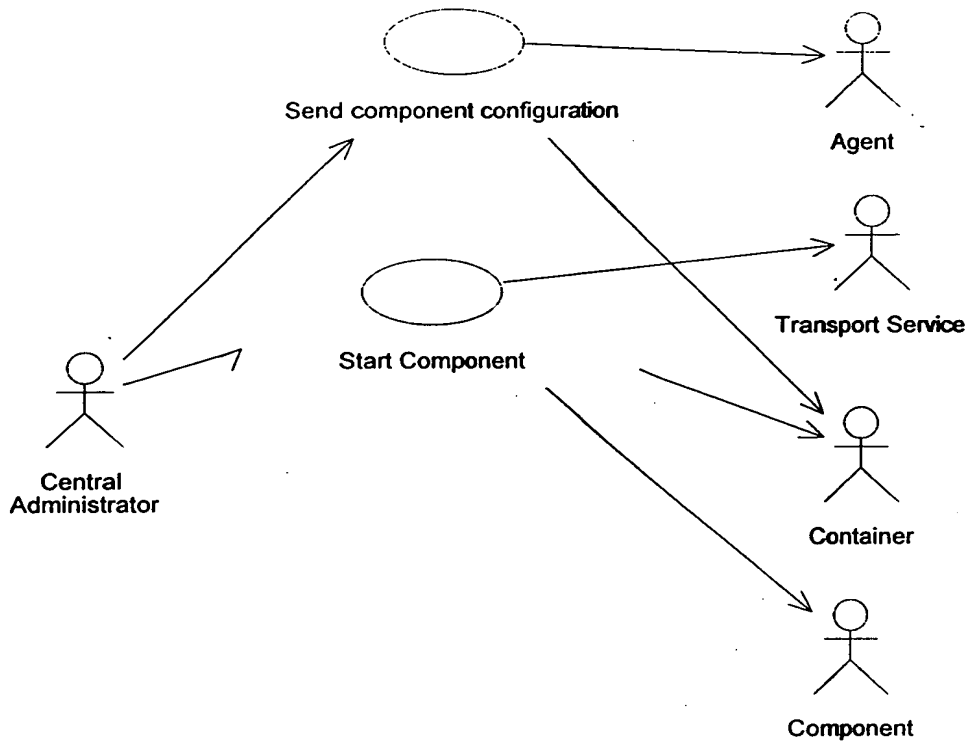 Send component configuration
Agent
Transport Service
Start Component
Central
Administrator
Container
Component